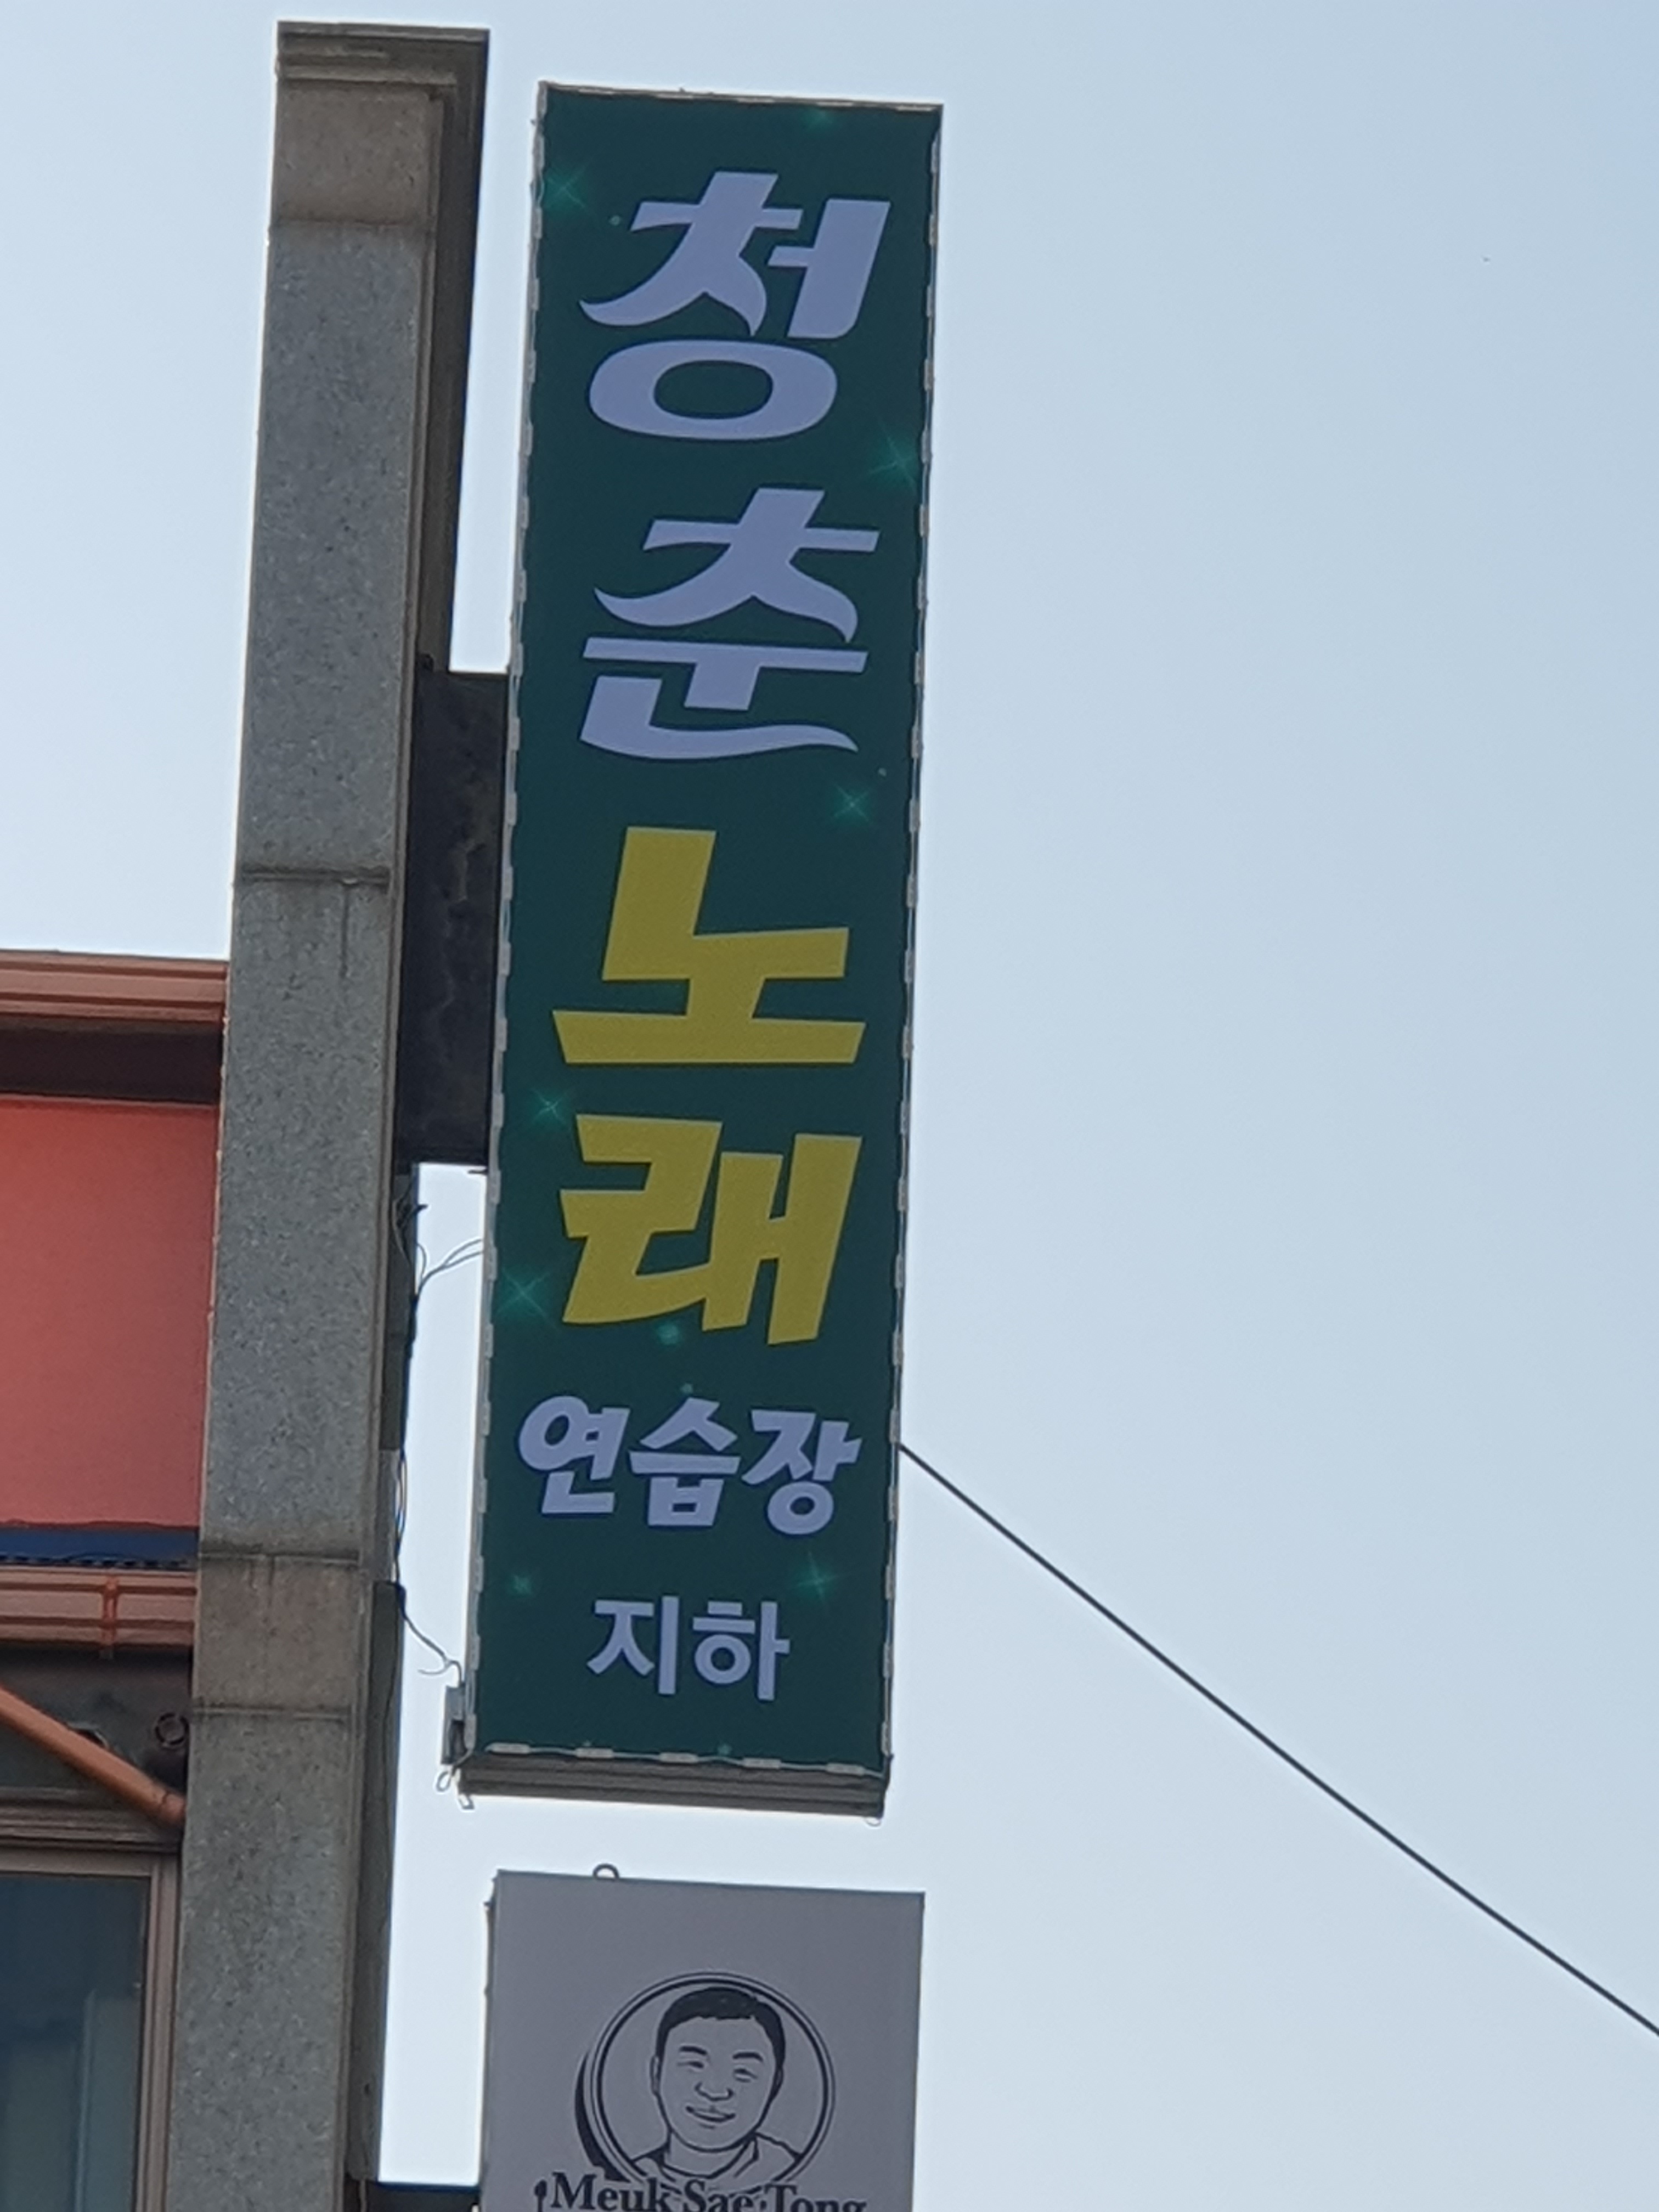 청춘
노래
연습장
지하
Meuk Sae Tong